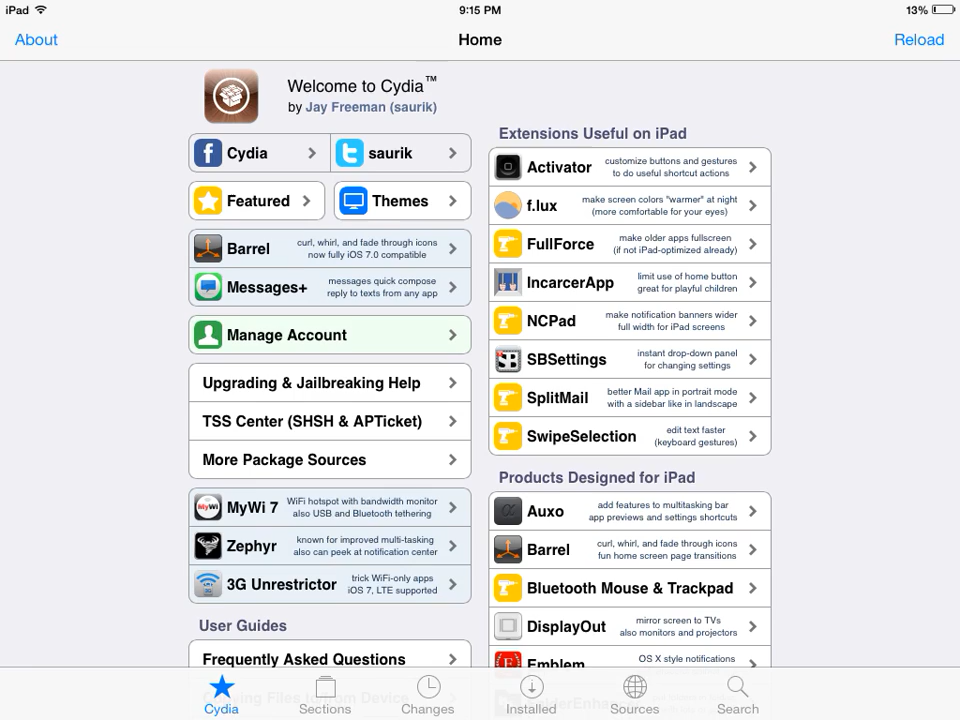 iPad
9:15 PM
13%
About
Home
Reload
Welcome to Cydia™
by Jay Freeman (saurik)
Cydia
saurik
Featured
Themes
Barrel
curl, whirl, and fade through icons
now fully iOS 7.0 compatible
Messages+
messages quick compose
reply to texts from any app
Manage Account
Upgrading & Jailbreaking Help
TSS Center (SHSH & APTicket)
More Package Sources
MyWi
MyWi 7
WiFi hotspot with bandwidth monitor
also USB and Bluetooth tethering
Zephyr
known for improved multi-tasking
also can peek at notification center
3G
3G Unrestrictor
trick WiFi-only apps
iOS 7, LTE supported
User Guides
Frequently Asked Questions
Copying Files to/from Device
Extensions Useful on iPad
Activator
customize buttons and gestures
to do useful shortcut actions
f.lux
make screen colors "warmer" at night
(more comfortable for your eyes)
FullForce
make older apps fullscreen
(if not iPad-optimized already)
IncarcerApp
limit use of home button
great for playful children
NCPad
make notification banners wider
full width for iPad screens
SB
SBSettings
instant drop-down panel
for changing settings
SplitMail
better Mail app in portrait mode
with a sidebar like in landscape
SwipeSelection
edit text faster
(keyboard gestures)
Products Designed for iPad
Auxo
add features to multitasking bar
app previews and settings shortcuts
Barrel
curl, whirl, and fade through icons
fun home screen page transitions
Bluetooth Mouse & Trackpad
DisplayOut
mirror screen to TVs
also monitors and projectors
E
Emblem
OS X style notifications
FolderEnhancer
Cydia
Sections
Changes
Installed
Sources
Search